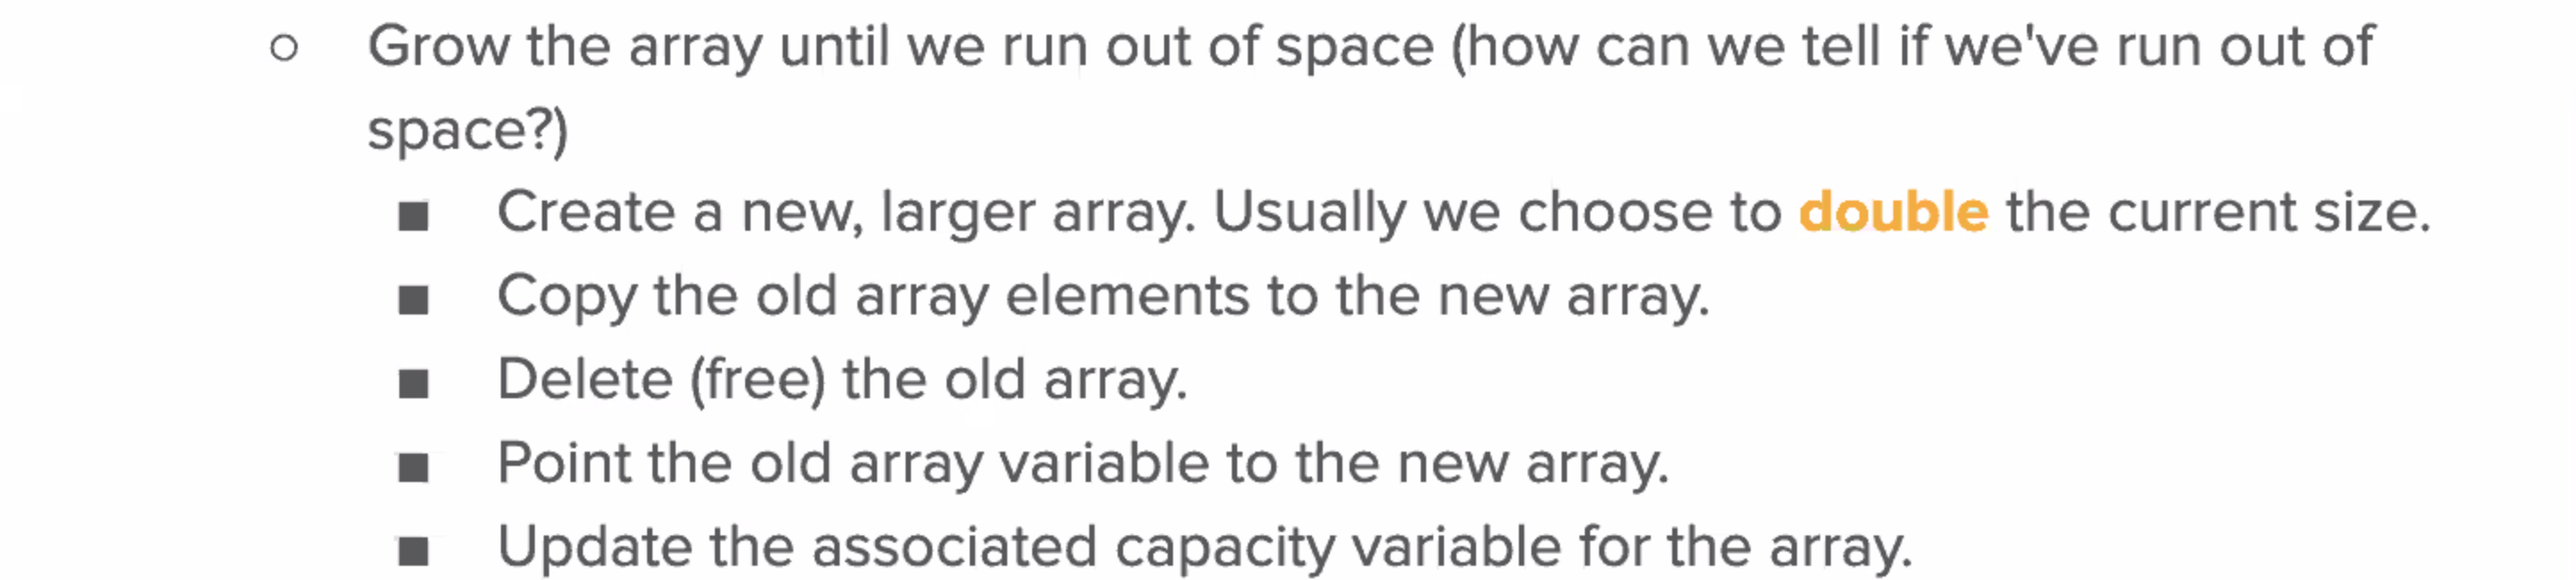 Grow the array until we run out of space (how can we tell if we've run out of
space?)
Create a new, larger array. Usually we choose to double the current size.
Copy the old array elements to the new array.
Delete (free) the old array.
Point the old array variable to the new array.
Update the associated capacity variable for the array.